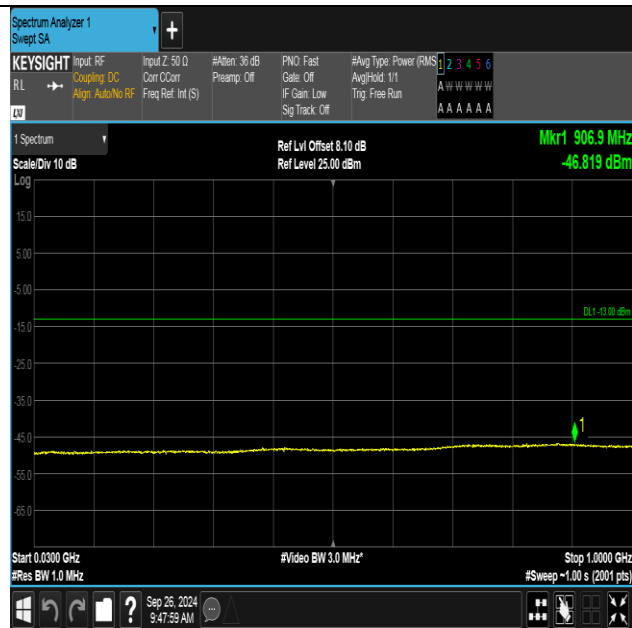 Spectrum Analyzer 1
Swept SA
+
KEYSIGHT Input: RF Input Z: 50 Ω #Atten: 36 dB PNO: Fast #Avg Type: Power (RMS 1 2 3 4 5 6
RL Coupling: DC Corr CCorr Preamp: Off Gate: Off Avg|Hold: 1/1 A W W W W W
Align: Auto/No RF Freq Ref: Int (S) IF Gain: Low Trig: Free Run
LXI Sig Track: Off A A A A A A
1 Spectrum Ref Lvl Offset 8.10 dB Mkr1 906.9 MHz
Scale/Div 10 dB Ref Level 25.00 dBm -46.819 dBm
Log
15.0
5.00
-5.00
DL1 -13.00 dBm
-15.0
-25.0
-35.0
1
-45.0
-55.0
-65.0
Start 0.0300 GHz #Video BW 3.0 MHz* Stop 1.0000 GHz
#Res BW 1.0 MHz #Sweep ~1.00 s (2001 pts)
? Sep 26, 2024
9:47:59 AM